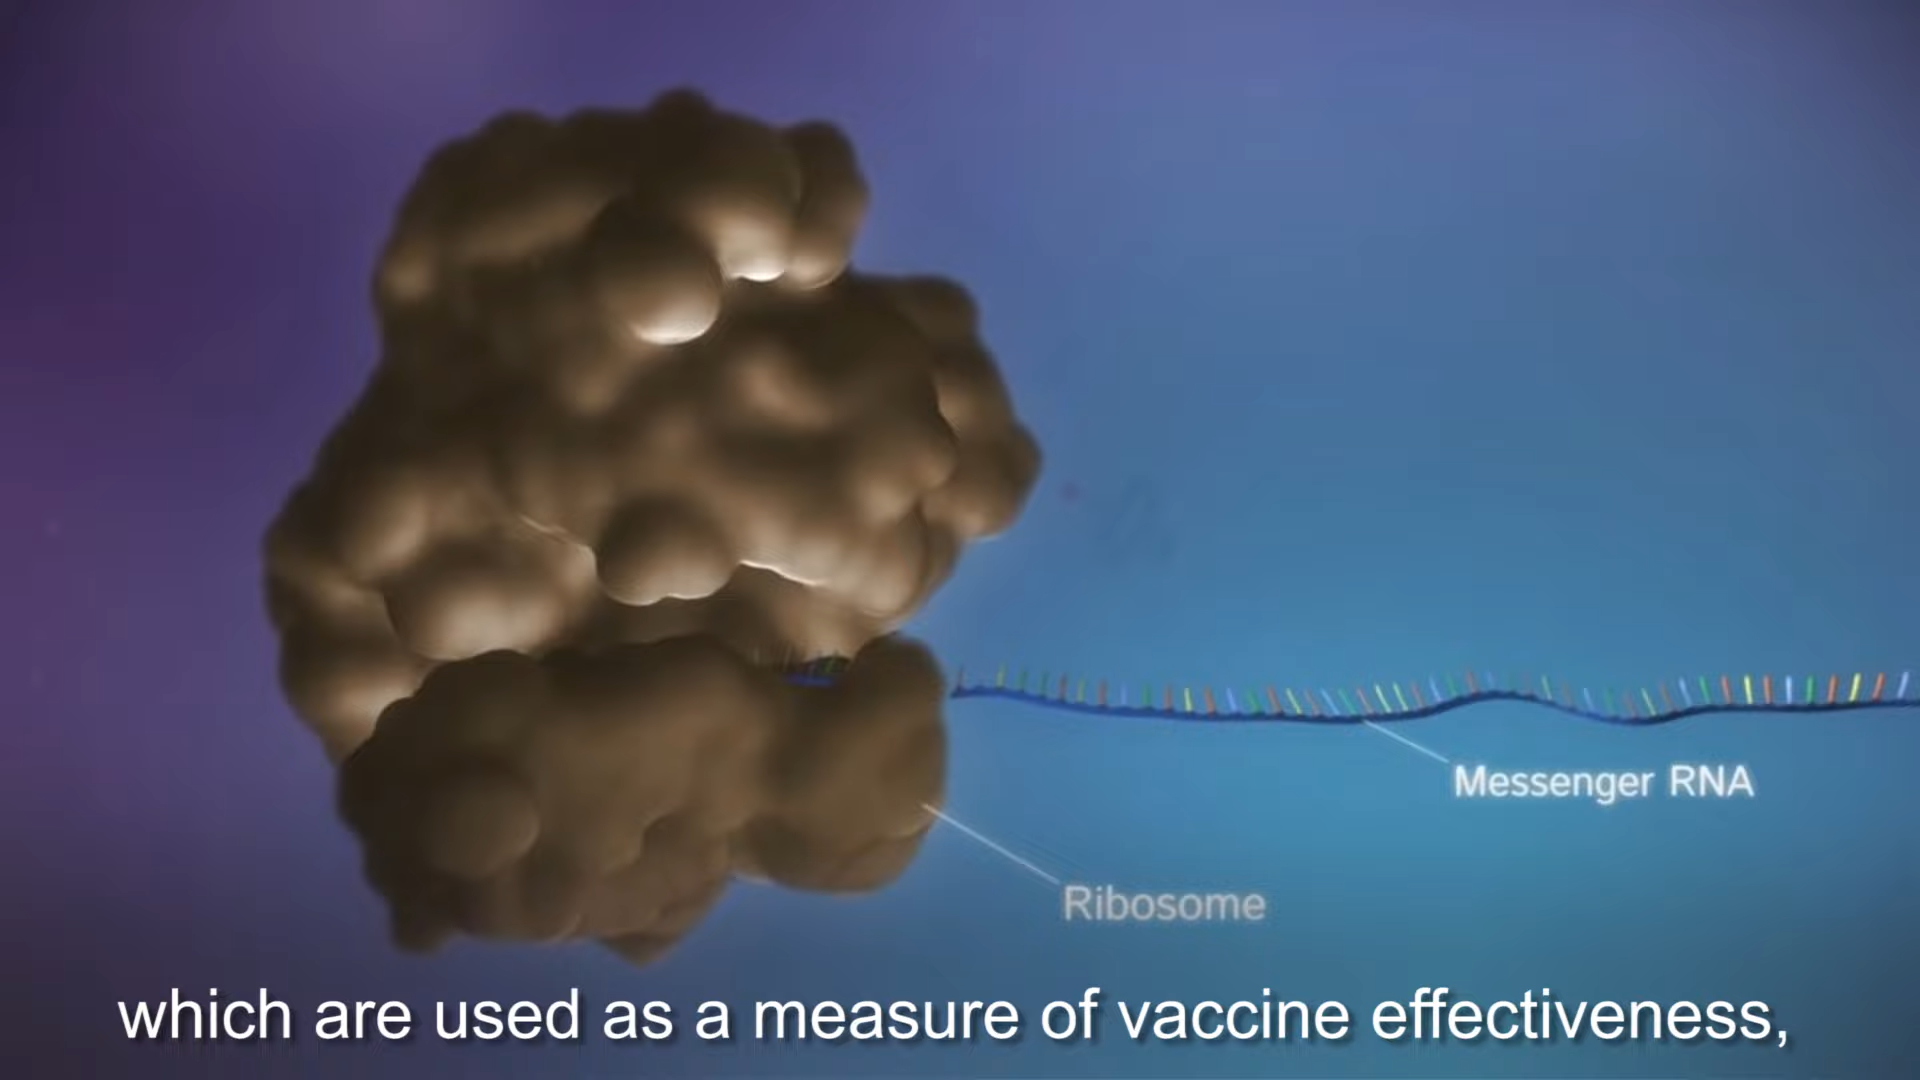 Messenger RNA
Ribosome
which are used as a measure of vaccine effectiveness,